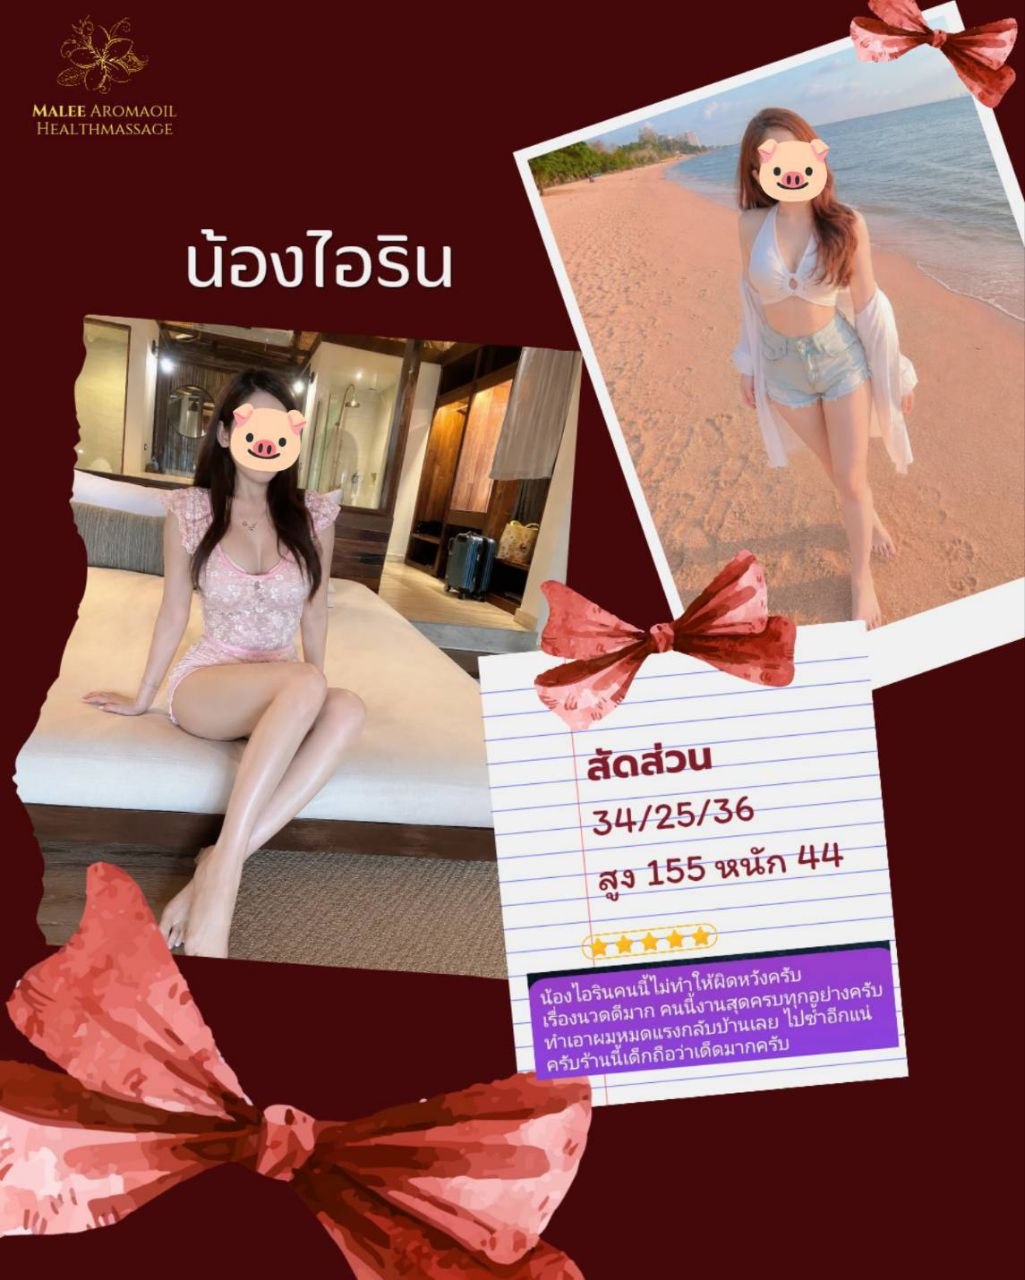 MALEE AROMAOIL
HEALTHMASSAGE
น้องไอริน
สัดส่วน
34/25/36
สูง 155 หนัก 44
น้องไอรินคนนี้ไม่ทำให้ผิดหวังครับ
เรื่องนวดดีมาก คนนี้งานสุดครบทุกอย่างครับ
ทำเอาผมหมดแรงกลับบ้านเลย ไปซ้ำอีกแน่
ครับร้านนี้เด็กถือว่าเด็ดมากครับ